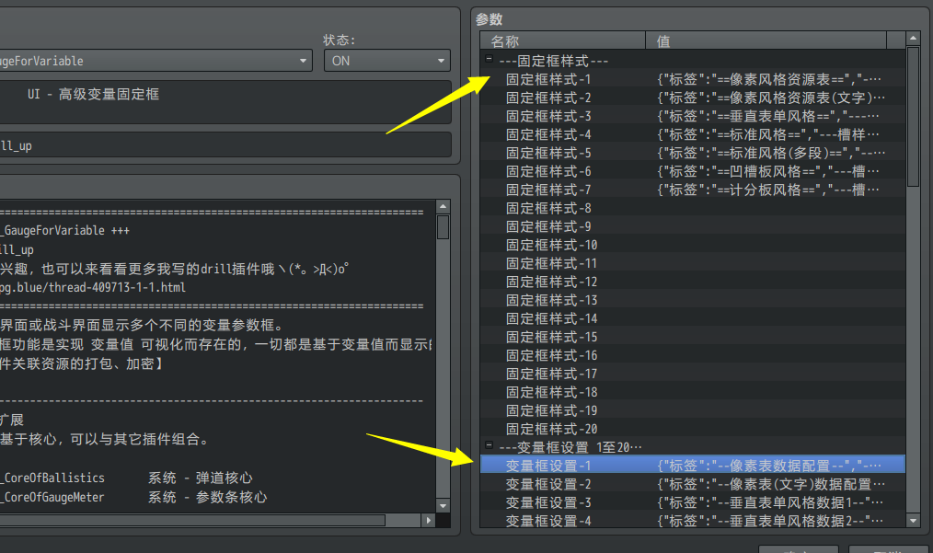 状态:
ugeForVariable
ON
UI - 高级变量固定框
ill_up
_GaugeForVariable +++
ill_up
兴趣，也可以来看看更多我写的drill插件哦ヽ(*。>Д<)o゜
pg.blue/thread-409713-1-1.html
界面或战斗界面显示多个不同的变量参数框。
框功能是实现 变量值 可视化而存在的，一切都是基于变量值而显示的
件关联资源的打包、加密】
扩展
基于核心，可以与其它插件组合。
_CoreOfBallistics 系统 - 弹道核心
_CoreOfGaugeMeter 系统 - 参数条核心
参数
名称 值
---固定框样式---
固定框样式-1 {"标签":"==像素风格资源表==","-…
固定框样式-2 {"标签":"==像素风格资源表(文字)…
固定框样式-3 {"标签":"==垂直表单风格==","---…
固定框样式-4 {"标签":"==标准风格==","---槽样…
固定框样式-5 {"标签":"==标准风格(多段)==","--…
固定框样式-6 {"标签":"==凹槽板风格==","---槽…
固定框样式-7 {"标签":"==计分板风格==","---槽…
固定框样式-8
固定框样式-9
固定框样式-10
固定框样式-11
固定框样式-12
固定框样式-13
固定框样式-14
固定框样式-15
固定框样式-16
固定框样式-17
固定框样式-18
固定框样式-19
固定框样式-20
---变量框设置 1至20…
变量框设置-1 {"标签":"--像素表数据配置--","-…
变量框设置-2 {"标签":"--像素表(文字)数据配置…
变量框设置-3 {"标签":"--垂直表单风格数据1--"…
变量框设置-4 {"标签":"--垂直表单风格数据2--"…